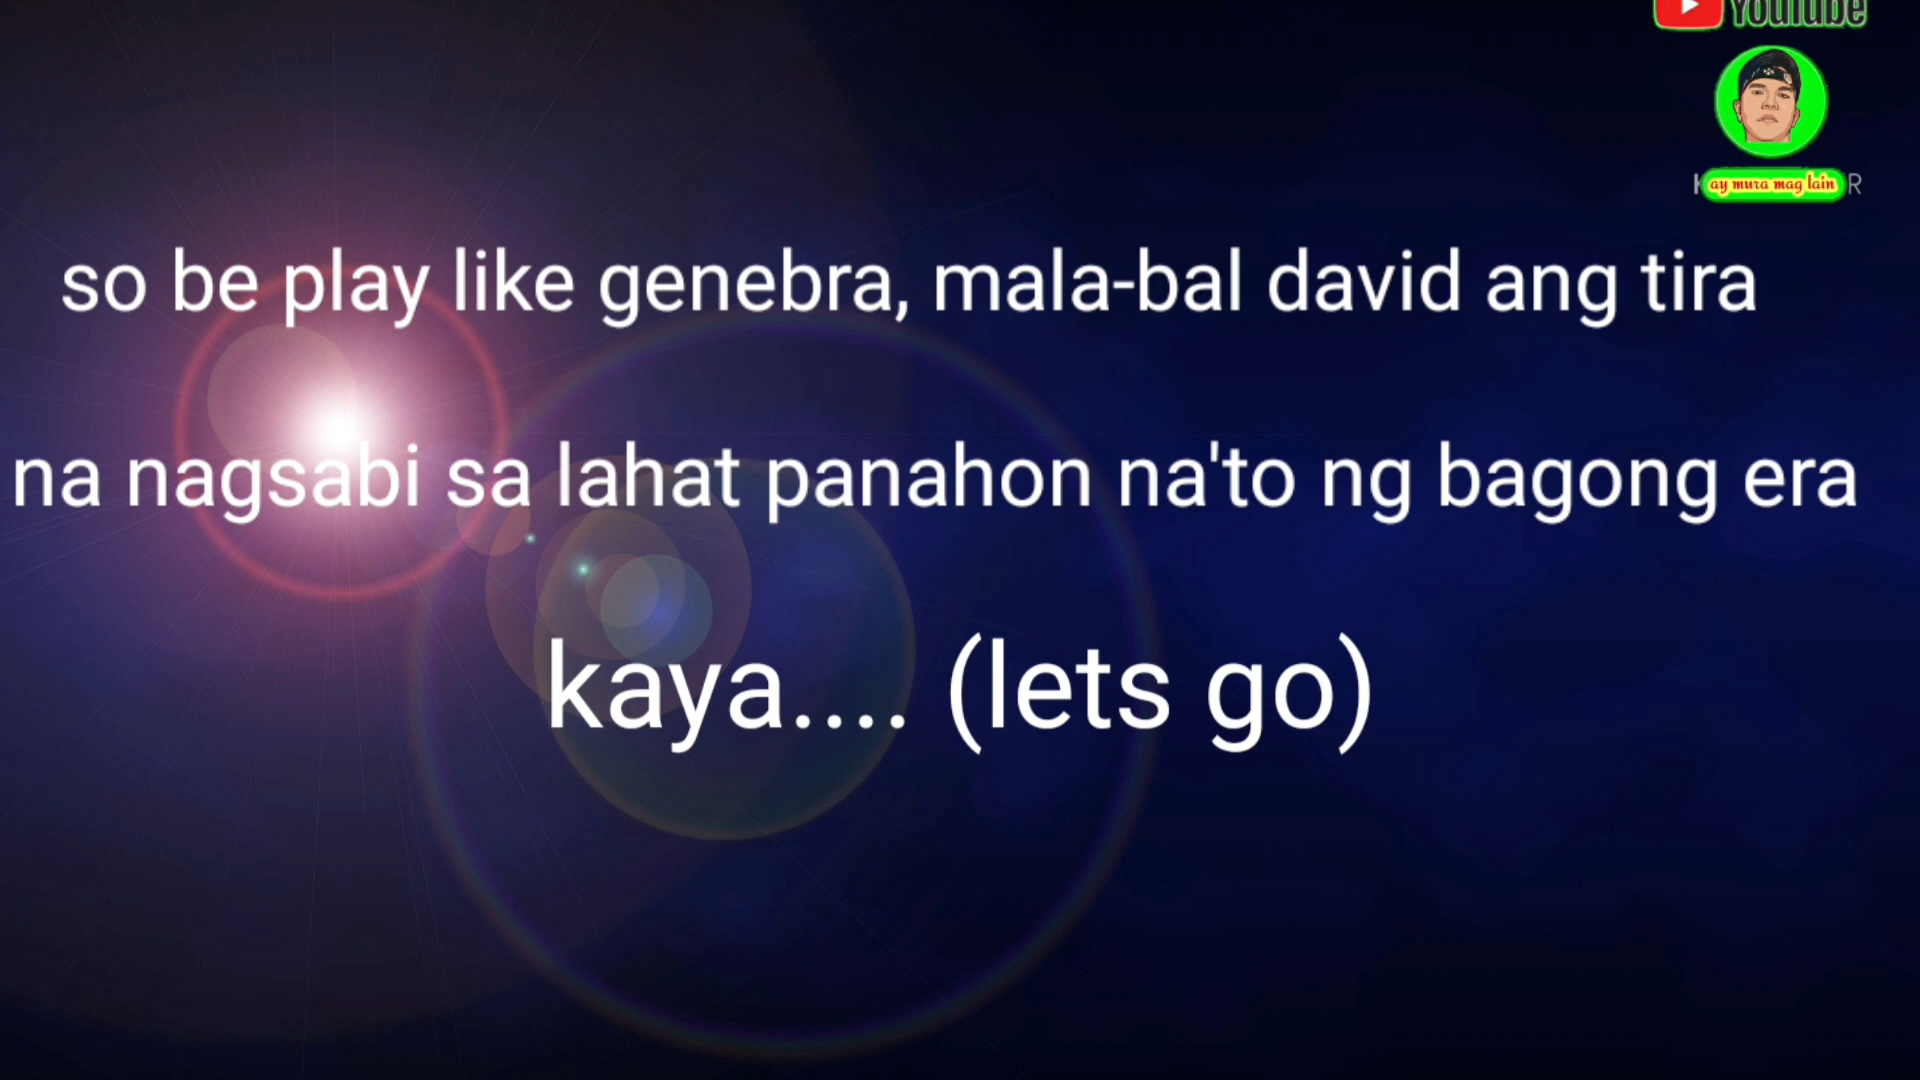 YouTube
ay mura mag lain
so be play like genebra, mala-bal david ang tira
na nagsabi sa lahat panahon na'to ng bagong era
kaya.... (lets go)